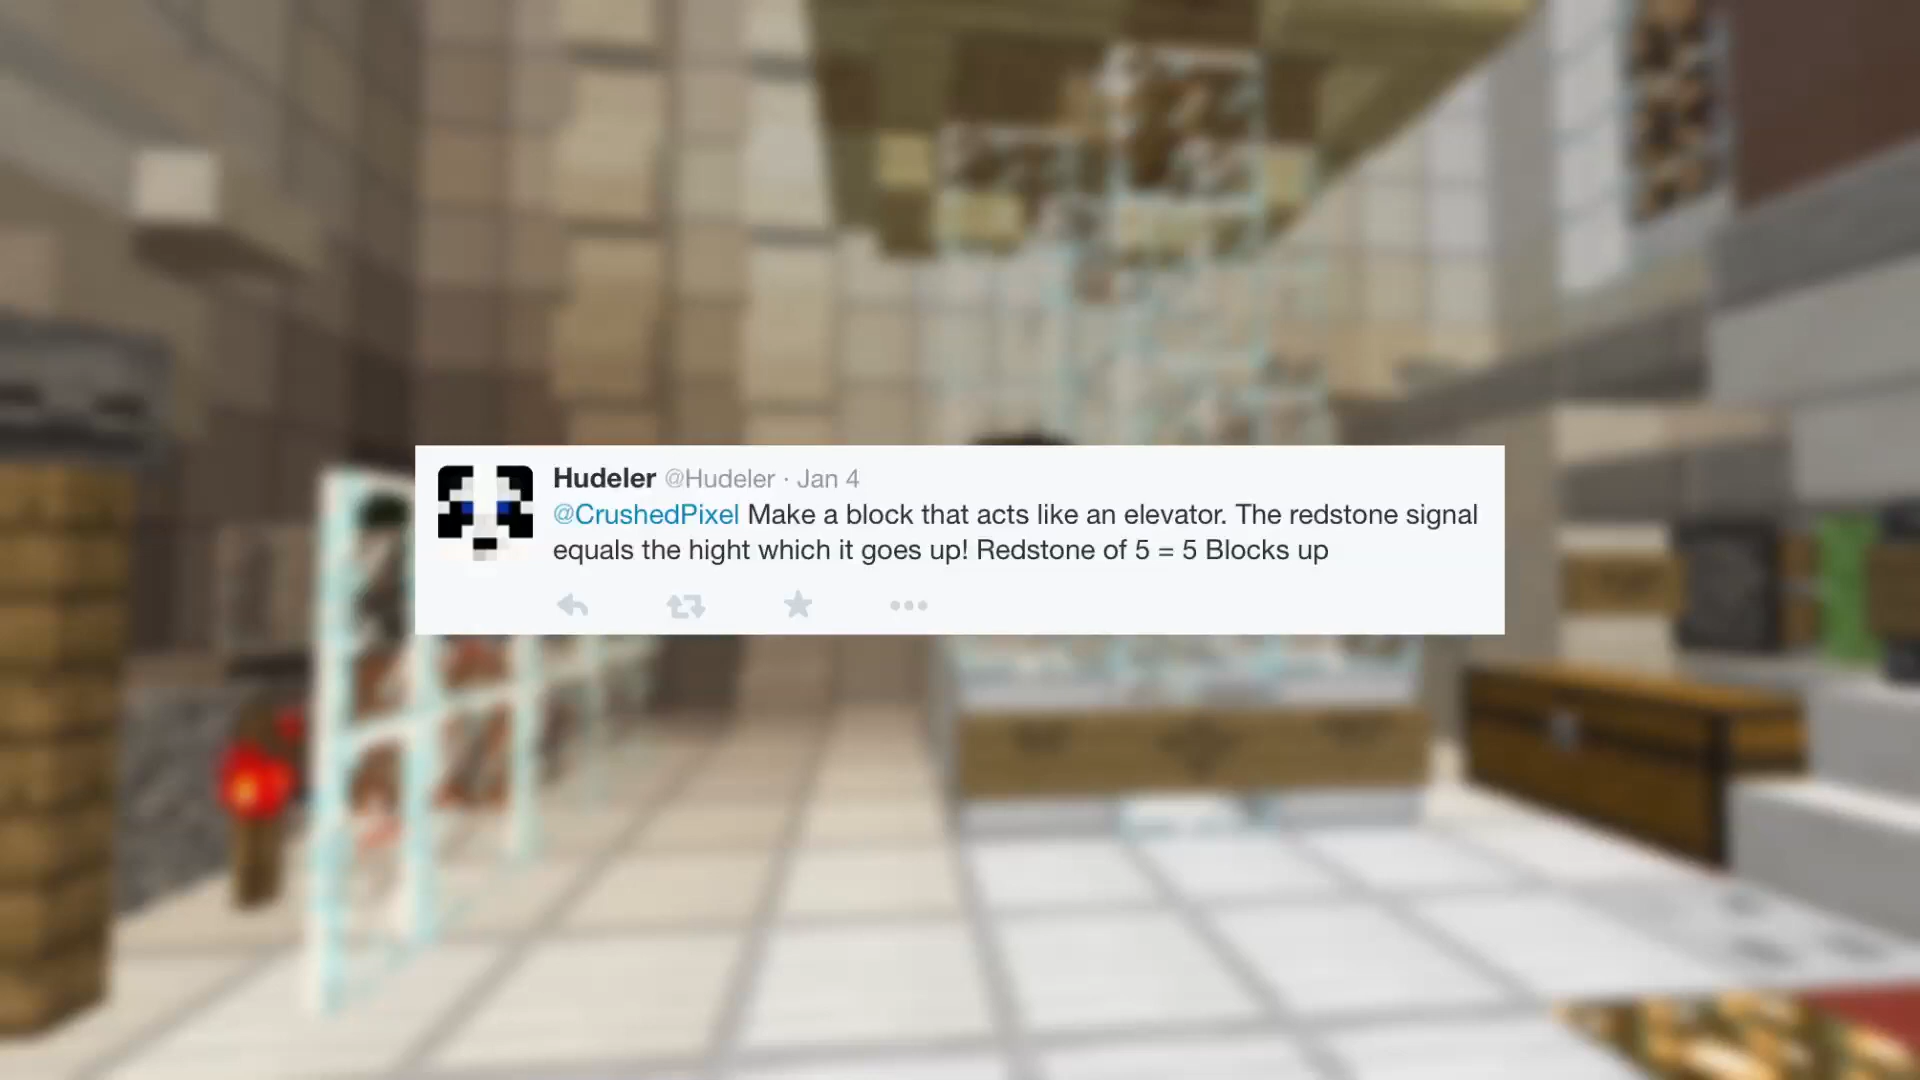 Hudeler @Hudeler · Jan 4
@CrushedPixel Make a block that acts like an elevator. The redstone signal
equals the hight which it goes up! Redstone of 5 = 5 Blocks up